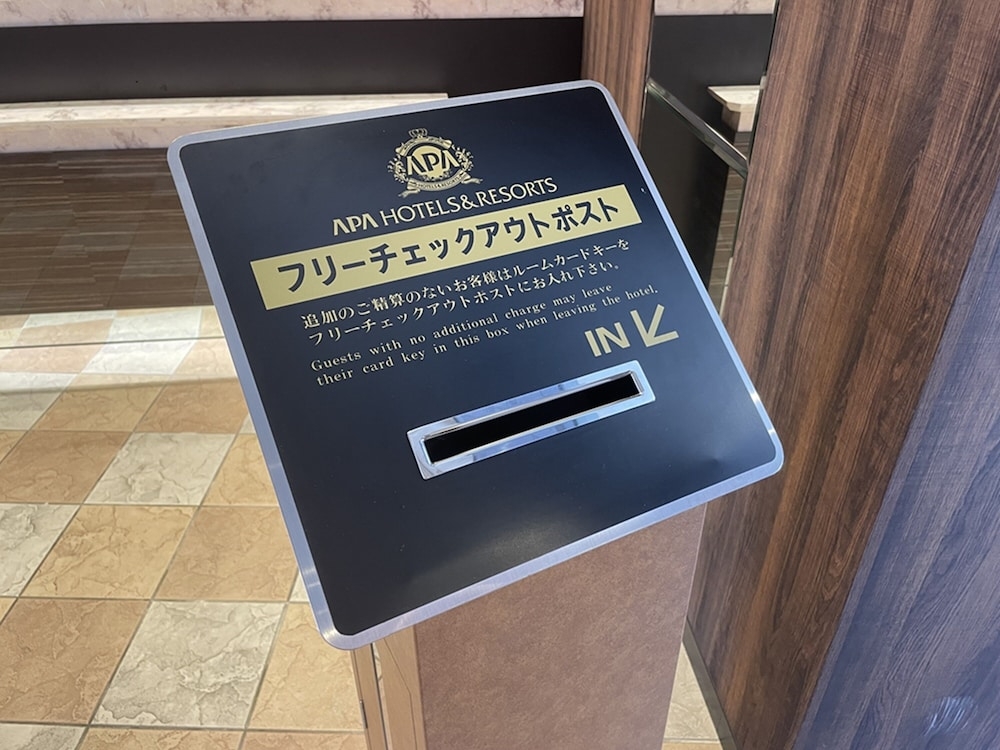 APA
HOTELS&RESORTS
APA HOTELS&RESORTS
フリーチェックアウトポスト
追加のご精算のないお客様はルームカードキーを
フリーチェックアウトポストにお入れ下さい。
Guests with no additional charge may leave
their card key in this box when leaving the hotel.
IN